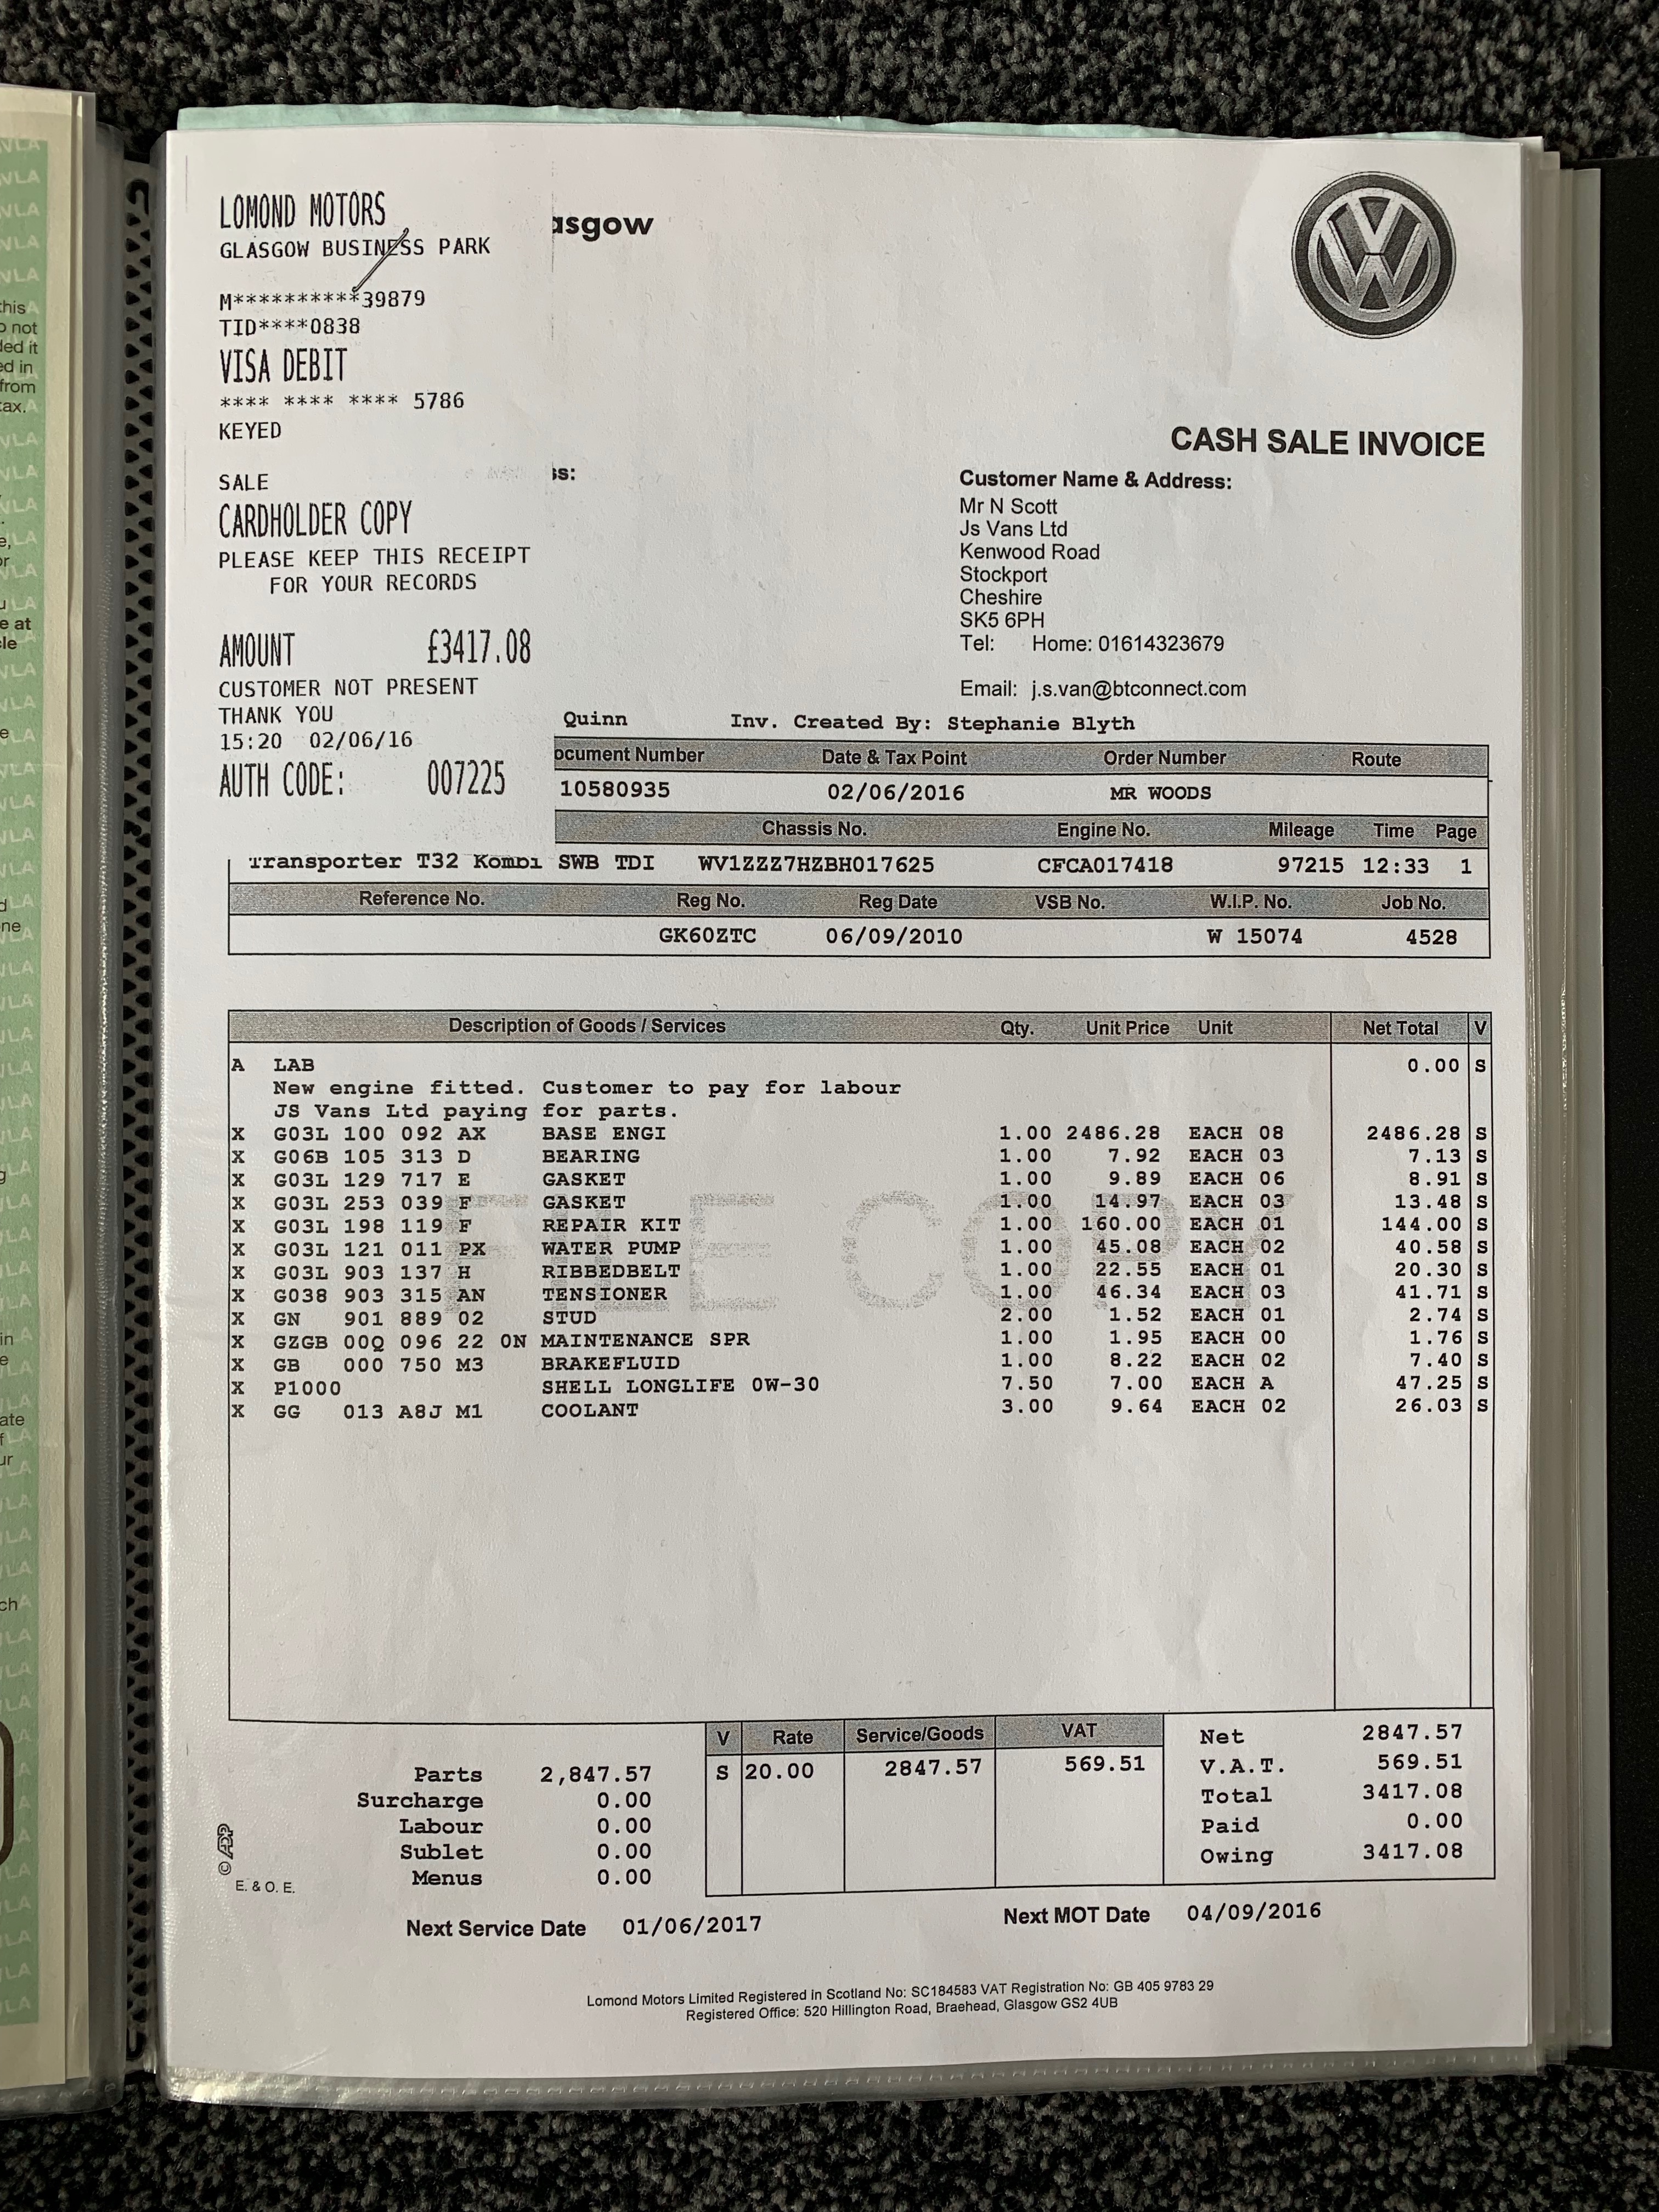 LOMOND MOTORS
GLASGOW BUSINESS PARK
asgow
M**********39879
TID****0838
VISA DEBIT
**** **** **** 5786
KEYED
CASH SALE INVOICE
SALE
s:
CARDHOLDER COPY
PLEASE KEEP THIS RECEIPT
FOR YOUR RECORDS
Customer Name & Address:
Mr N Scott
Js Vans Ltd
Kenwood Road
Stockport
Cheshire
SK5 6PH
Tel: Home: 01614323679
Email: j.s.van@btconnect.com
AMOUNT £3417.08
CUSTOMER NOT PRESENT
THANK YOU
15:20 02/06/16
AUTH CODE: 007225
Quinn Inv. Created By: Stephanie Blyth
ocument Number Date & Tax Point Order Number Route
10580935 02/06/2016 MR WOODS
Chassis No. Engine No. Mileage Time Page
Transporter T32 Kombi SWB TDI WV1ZZZ7HZBH017625 CFCA017418 97215 12:33 1
Reference No. Reg No. Reg Date VSB No. W.I.P. No. Job No.
GK60ZTC 06/09/2010 W 15074 4528
Description of Goods / Services Qty. Unit Price Unit Net Total V
A LAB 0.00 S
New engine fitted. Customer to pay for labour
JS Vans Ltd paying for parts.
X G03L 100 092 AX BASE ENGI 1.00 2486.28 EACH 08 2486.28 S
X G06B 105 313 D BEARING 1.00 7.92 EACH 03 7.13 S
X G03L 129 717 E GASKET 1.00 9.89 EACH 06 8.91 S
X G03L 253 039 F GASKET 1.00 14.97 EACH 03 13.48 S
X G03L 198 119 F REPAIR KIT 1.00 160.00 EACH 01 144.00 S
X G03L 121 011 PX WATER PUMP 1.00 45.08 EACH 02 40.58 S
X G03L 903 137 H RIBBEDBELT 1.00 22.55 EACH 01 20.30 S
X G038 903 315 AN TENSIONER 1.00 46.34 EACH 03 41.71 S
X GN 901 889 02 STUD 2.00 1.52 EACH 01 2.74 S
X GZGB 00Q 096 22 0N MAINTENANCE SPR 1.00 1.95 EACH 00 1.76 S
X GB 000 750 M3 BRAKEFLUID 1.00 8.22 EACH 02 7.40 S
X P1000 SHELL LONGLIFE 0W-30 7.50 7.00 EACH A 47.25 S
X GG 013 A8J M1 COOLANT 3.00 9.64 EACH 02 26.03 S
FILE COPY
V Rate Service/Goods VAT
S 20.00 2847.57 569.51
Parts 2,847.57
Surcharge 0.00
Labour 0.00
Sublet 0.00
Menus 0.00
Net 2847.57
V.A.T. 569.51
Total 3417.08
Paid 0.00
Owing 3417.08
© ADP
E. & O. E.
Next Service Date 01/06/2017 Next MOT Date 04/09/2016
Lomond Motors Limited Registered in Scotland No: SC184583 VAT Registration No: GB 405 9783 29
Registered Office: 520 Hillington Road, Braehead, Glasgow GS2 4UB